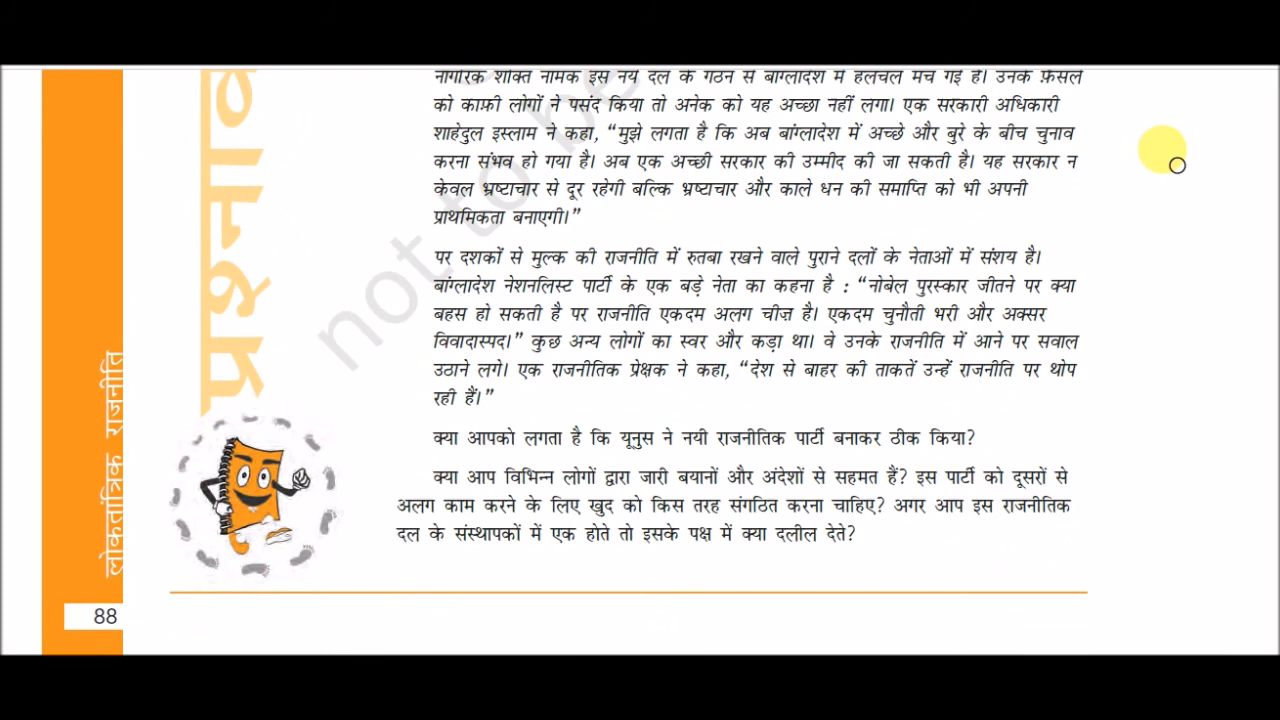 नागरिक शक्ति नामक इस नये दल के गठन से बांग्लादेश में हलचल मच गई है। उनके फ़ैसले
को काफ़ी लोगों ने पसंद किया तो अनेक को यह अच्छा नहीं लगा। एक सरकारी अधिकारी
शाहेदुल इस्लाम ने कहा, “मुझे लगता है कि अब बांग्लादेश में अच्छे और बुरे के बीच चुनाव
करना संभव हो गया है। अब एक अच्छी सरकार की उम्मीद की जा सकती है। यह सरकार न
केवल भ्रष्टाचार से दूर रहेगी बल्कि भ्रष्टाचार और काले धन की समाप्ति को भी अपनी
प्राथमिकता बनाएगी।”
पर दशकों से मुल्क की राजनीति में रुतबा रखने वाले पुराने दलों के नेताओं में संशय है।
बांग्लादेश नेशनलिस्ट पार्टी के एक बड़े नेता का कहना है : “नोबेल पुरस्कार जीतने पर क्या
बहस हो सकती है पर राजनीति एकदम अलग चीज़ है। एकदम चुनौती भरी और अक्सर
विवादास्पद।” कुछ अन्य लोगों का स्वर और कड़ा था। वे उनके राजनीति में आने पर सवाल
उठाने लगे। एक राजनीतिक प्रेक्षक ने कहा, “देश से बाहर की ताकतें उन्हें राजनीति पर थोप
रही हैं।”
क्या आपको लगता है कि यूनुस ने नयी राजनीतिक पार्टी बनाकर ठीक किया?
क्या आप विभिन्न लोगों द्वारा जारी बयानों और अंदेशों से सहमत हैं? इस पार्टी को दूसरों से
अलग काम करने के लिए खुद को किस तरह संगठित करना चाहिए? अगर आप इस राजनीतिक
दल के संस्थापकों में एक होते तो इसके पक्ष में क्या दलील देते?
प्रश्नाव
लोकतांत्रिक राजनीति
88
not to be